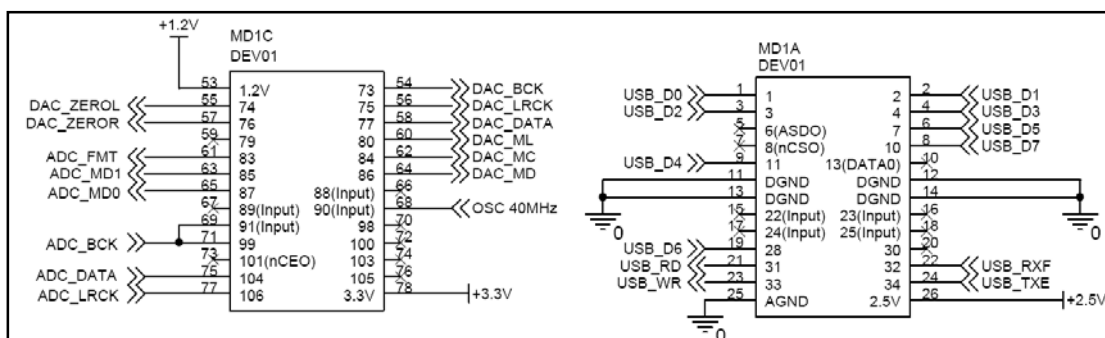 +1.2V
MD1C
DEV01
53 1.2V 73 54 DAC_BCK
DAC_ZEROL 55 74 75 56 DAC_LRCK
DAC_ZEROR 57 76 77 58 DAC_DATA
59 79 80 60 DAC_ML
ADC_FMT 61 83 84 62 DAC_MC
ADC_MD1 63 85 86 64 DAC_MD
ADC_MD0 65 87 88(Input) 66
67 89(Input) 90(Input) 68 OSC 40MHz
69 91(Input) 98 70
ADC_BCK 71 99 100 72
73 101(nCEO) 103 74
ADC_DATA 75 104 105 76
ADC_LRCK 77 106 3.3V 78 +3.3V
MD1A
DEV01
USB_D0 1 1 2 2 USB_D1
USB_D2 3 3 4 4 USB_D3
5 6(ASDO) 7 6 USB_D5
7 8(nCSO) 10 8 USB_D7
USB_D4 9 11 13(DATA0) 10
11 DGND DGND 12
13 DGND DGND 14
0 15 22(Input) 23(Input) 16 0
17 24(Input) 25(Input) 18
USB_D6 19 28 30 20
USB_RD 21 31 32 22 USB_RXF
USB_WR 23 33 34 24 USB_TXE
25 AGND 2.5V 26 +2.5V
0